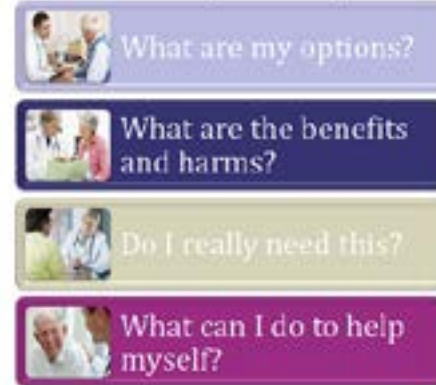 What are my options?
What are the benefits
and harms?
Do I really need this?
What can I do to help
myself?